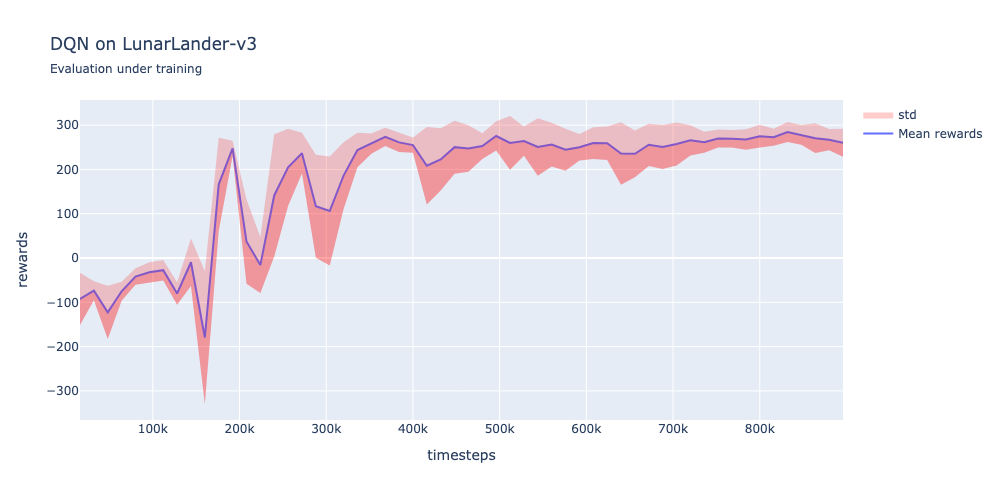 DQN on LunarLander-v3
Evaluation under training
300
200
100
0
−100
−200
−300
rewards
100k
200k
300k
400k
500k
600k
700k
800k
timesteps
std
Mean rewards